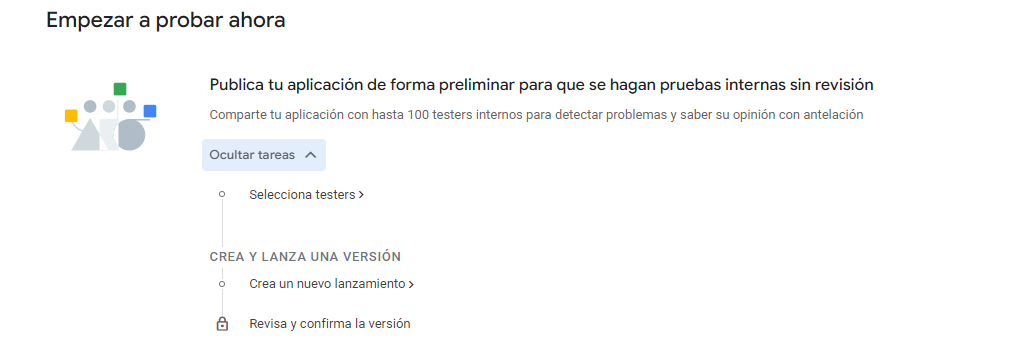 Empezar a probar ahora
Publica tu aplicación de forma preliminar para que se hagan pruebas internas sin revisión
Comparte tu aplicación con hasta 100 testers internos para detectar problemas y saber su opinión con antelación
Ocultar tareas
Selecciona testers
CREA Y LANZA UNA VERSIÓN
Crea un nuevo lanzamiento
Revisa y confirma la versión